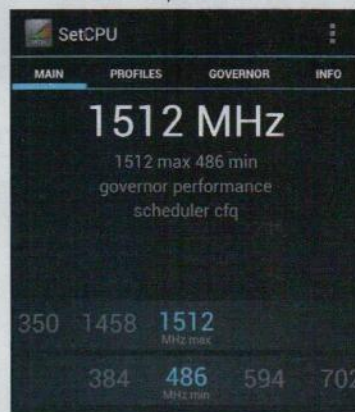 SetCPU
MAIN PROFILES GOVERNOR INFO
1512 MHz
1512 max 486 min
governor performance
scheduler cfq
350 1458 1512
MHz max
384 486 594 702
MHz min